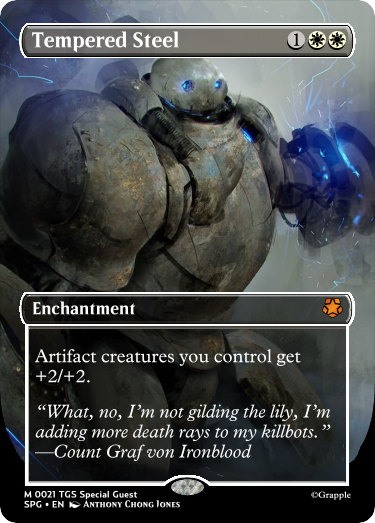 Tempered Steel 1
Enchantment
Artifact creatures you control get
+2/+2.
“What, no, I’m not gilding the lily, I’m
adding more death rays to my killbots.”
—Count Graf von Ironblood
M 0021 TGS Special Guest
SPG • EN Anthony Chong Jones
©Grapple